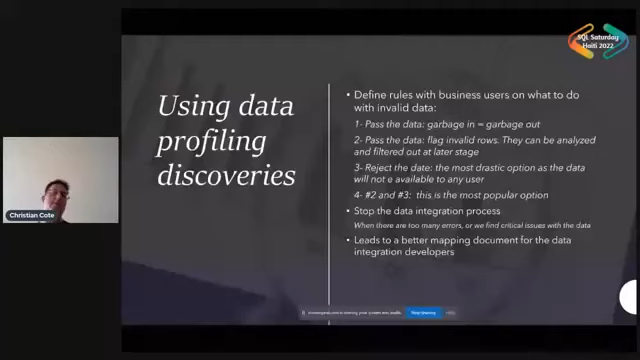 SQL Saturday
Haiti 2022
Using data
profiling
discoveries
• Define rules with business users on what to do
with invalid data:
1- Pass the data: garbage in = garbage out
2- Pass the data: flag invalid rows. They can be analyzed
and filtered out at later stage
3- Reject the date: the most drastic option as the data
will not e available to any user
4- #2 and #3: this is the most popular option
• Stop the data integration process
When there are too many errors, or we find critical issues with the data
• Leads to a better mapping document for the data
integration developers
Christian Cote
Stop sharing